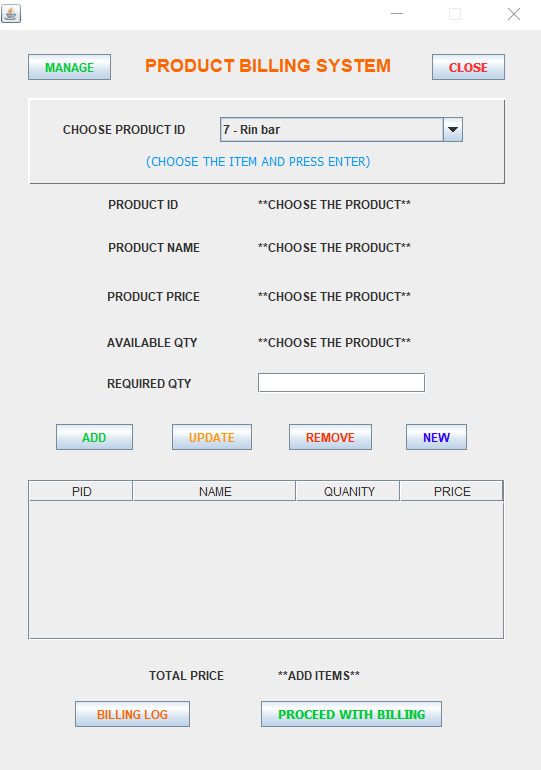 MANAGE PRODUCT BILLING SYSTEM CLOSE
CHOOSE PRODUCT ID 7 - Rin bar
(CHOOSE THE ITEM AND PRESS ENTER)
PRODUCT ID **CHOOSE THE PRODUCT**
PRODUCT NAME **CHOOSE THE PRODUCT**
PRODUCT PRICE **CHOOSE THE PRODUCT**
AVAILABLE QTY **CHOOSE THE PRODUCT**
REQUIRED QTY
ADD UPDATE REMOVE NEW
PID NAME QUANITY PRICE
TOTAL PRICE **ADD ITEMS**
BILLING LOG PROCEED WITH BILLING